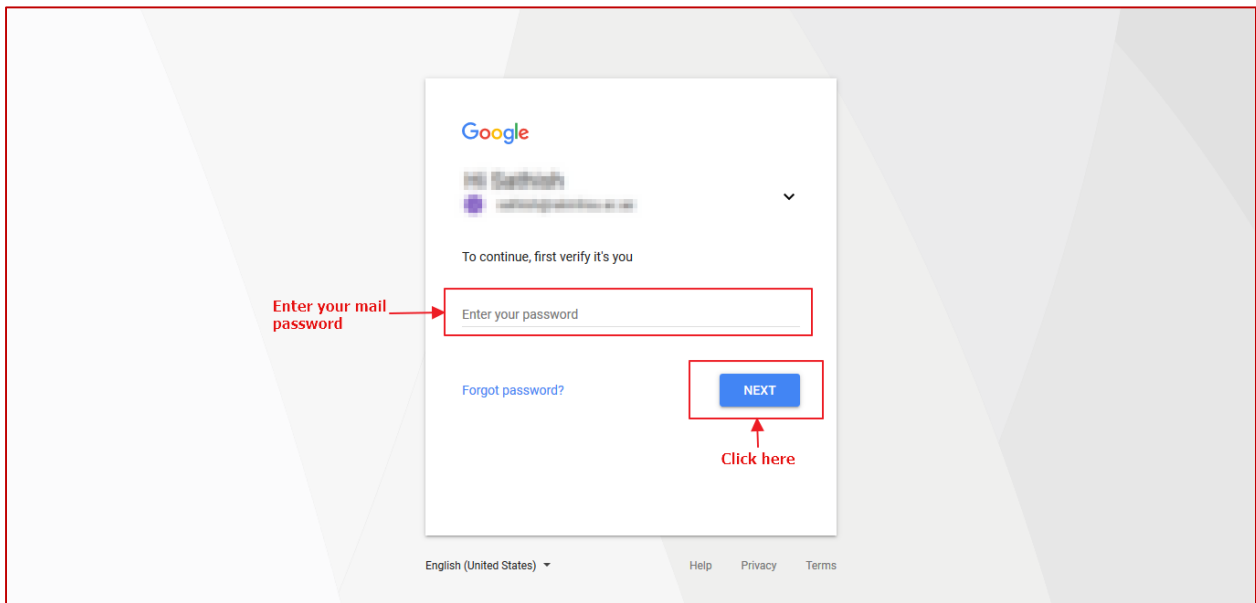 Google
To continue, first verify it's you
Enter your mail
password
Enter your password
Forgot password?
NEXT
Click here
English (United States)
Help Privacy Terms